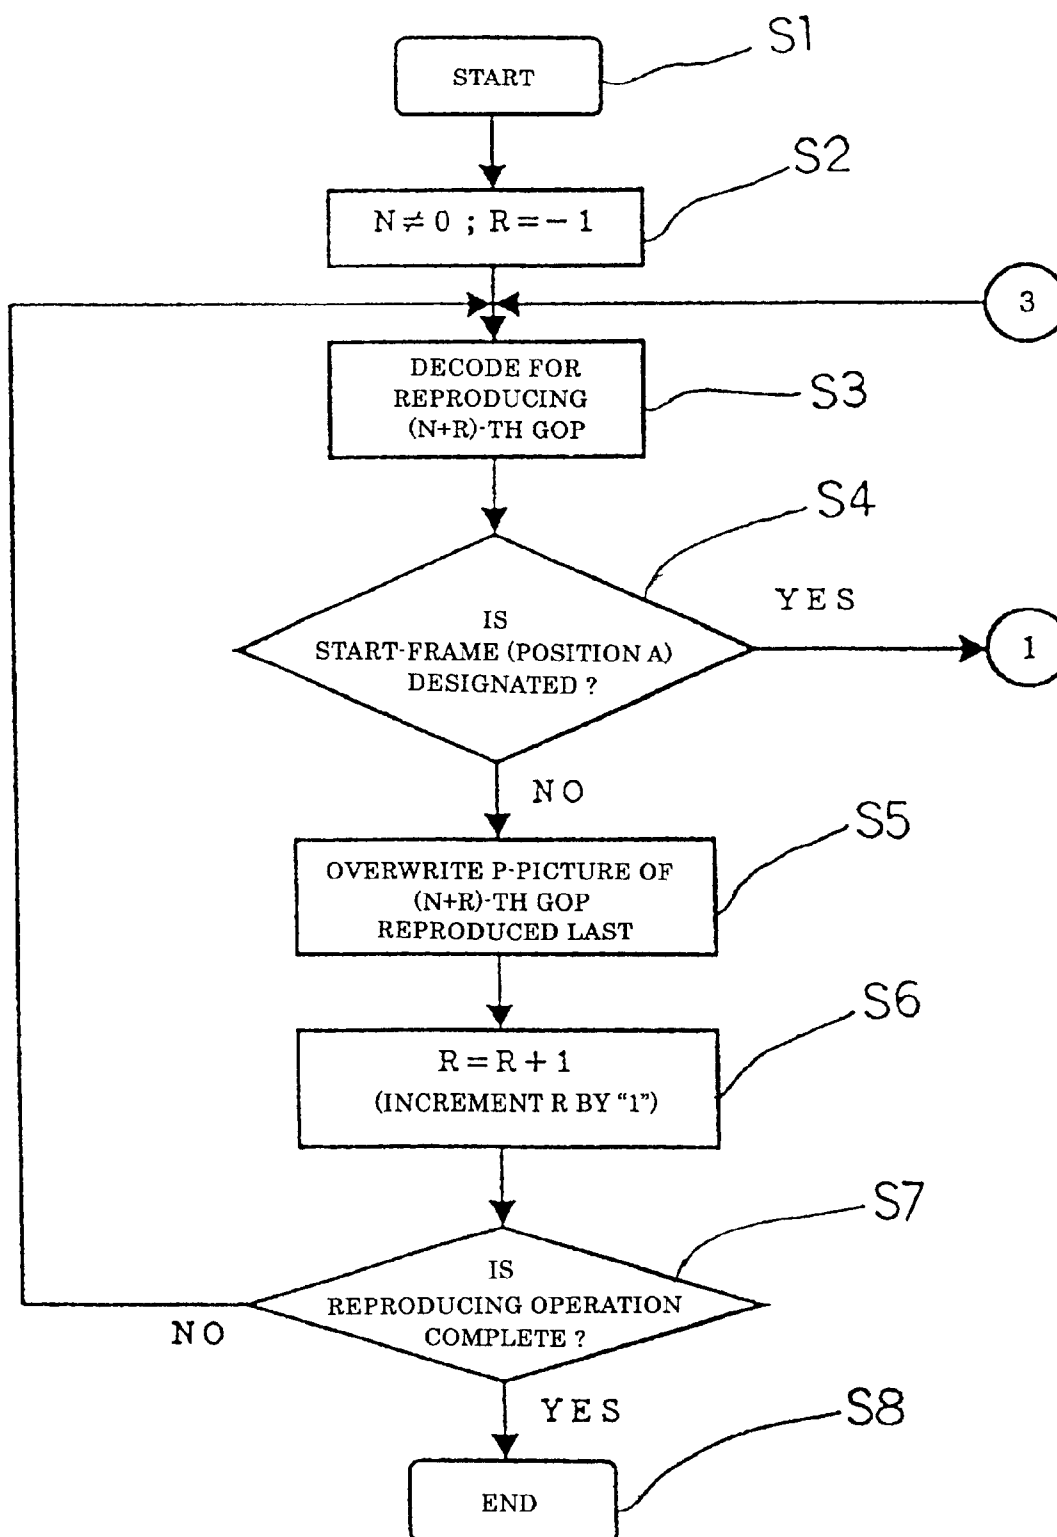 S1
START
S2
N≠0 ; R=−1
3
DECODE FOR
REPRODUCING
(N+R)-TH GOP
S3
S4
YES
IS
START-FRAME (POSITION A)
DESIGNATED ?
1
NO
S5
OVERWRITE P-PICTURE OF
(N+R)-TH GOP
REPRODUCED LAST
S6
R=R+1
(INCREMENT R BY “1”)
S7
IS
REPRODUCING OPERATION
COMPLETE ?
NO
YES
S8
END